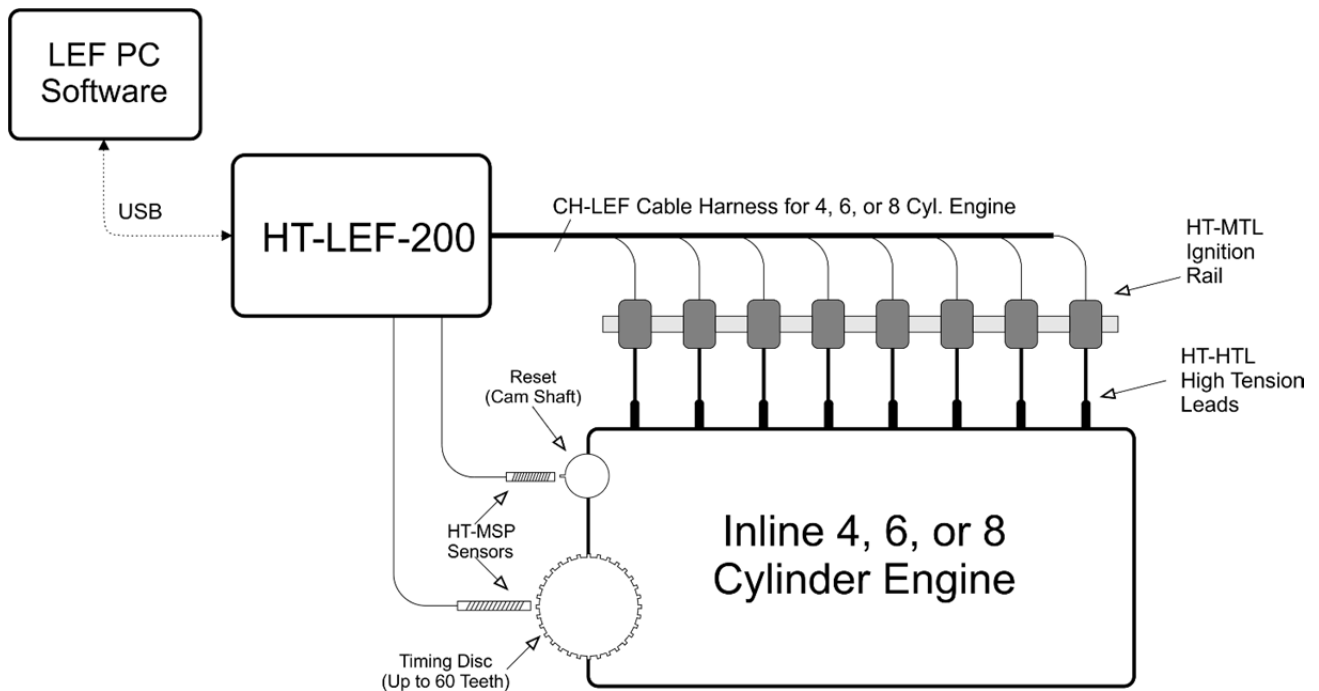 LEF PC
Software
USB
HT-LEF-200
CH-LEF Cable Harness for 4, 6, or 8 Cyl. Engine
HT-MTL
Ignition
Rail
HT-HTL
High Tension
Leads
Reset
(Cam Shaft)
HT-MSP
Sensors
Timing Disc
(Up to 60 Teeth)
Inline 4, 6, or 8
Cylinder Engine